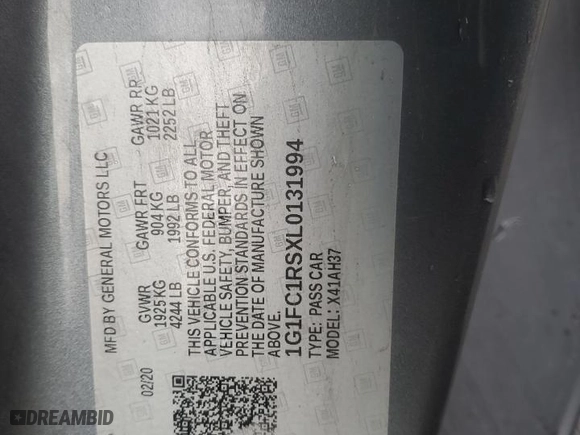 MFD BY GENERAL MOTORS LLC
02/20
GVWR GAWR FRT GAWR RR
1925 KG 904 KG 1021 KG
4244 LB 1992 LB 2252 LB
THIS VEHICLE CONFORMS TO ALL
APPLICABLE U.S. FEDERAL MOTOR
VEHICLE SAFETY, BUMPER, AND THEFT
PREVENTION STANDARDS IN EFFECT ON
THE DATE OF MANUFACTURE SHOWN
ABOVE.
1G1FC1RSXL0131994
TYPE: PASS CAR
MODEL: X41AH37
DREAMBID